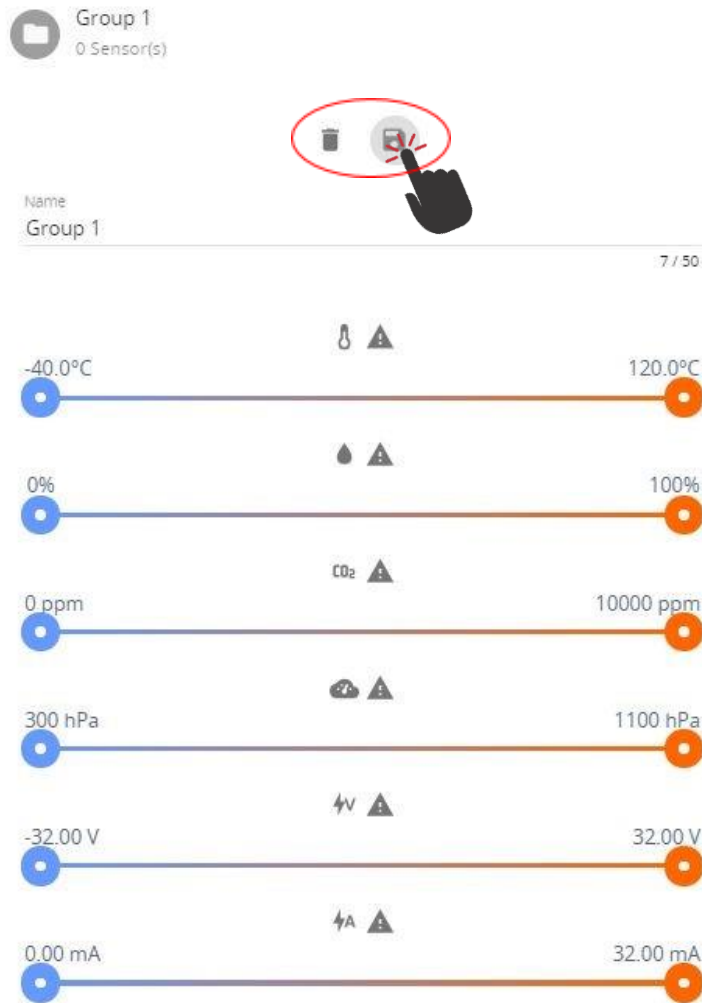 Group 1
0 Sensor(s)
Name
Group 1
7 / 50
-40.0°C 120.0°C
0% 100%
CO₂
0 ppm 10000 ppm
300 hPa 1100 hPa
V
-32.00 V 32.00 V
A
0.00 mA 32.00 mA